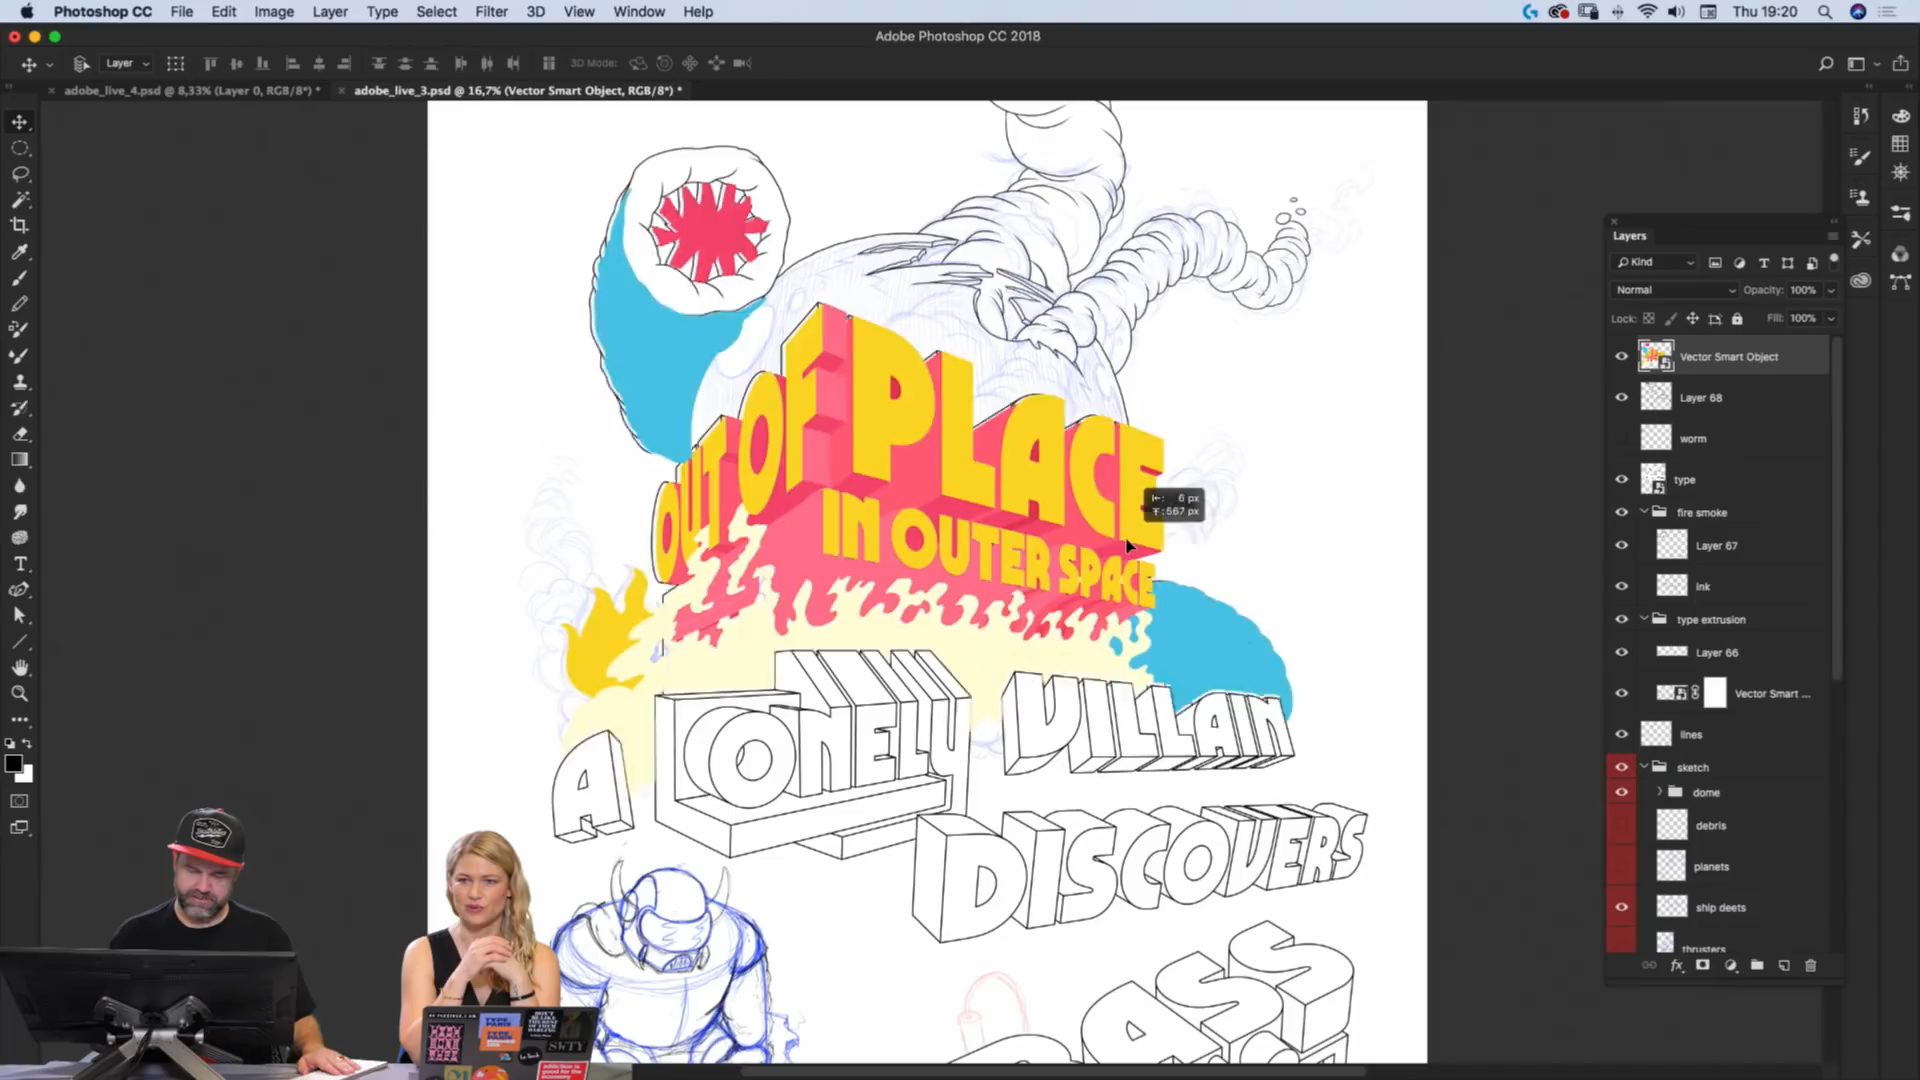 Photoshop CC File Edit Image Layer Type Select Filter 3D View Window Help
Thu 19:20
Adobe Photoshop CC 2018
Layer
3D Mode:
adobe_live_4.psd @ 8,33% (Layer 0, RGB/8*) *
adobe_live_3.psd @ 16,7% (Vector Smart Object, RGB/8*) *
OUT OF PLACE
IN OUTER SPACE
6 px
567 px
A LONELY VILLAIN
DISCOVERS
Layers
Kind
Normal
Opacity: 100%
Lock:
Fill: 100%
Vector Smart Object
Layer 68
worm
type
fire smoke
Layer 67
Ink
type extrusion
Layer 66
Vector Smart ...
lines
sketch
dome
debris
planets
ship deets
thrusters
fx
SWTY